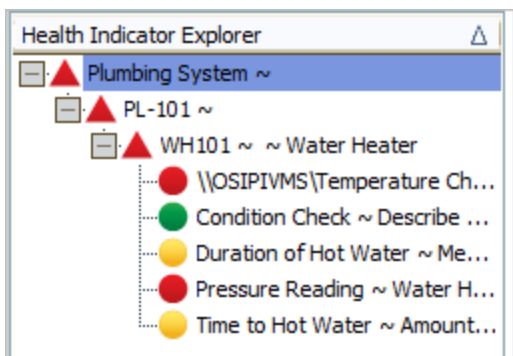 Health Indicator Explorer
Plumbing System ~
PL-101 ~
WH101 ~ ~ Water Heater
\\OSIPIVMS\Temperature Ch...
Condition Check ~ Describe ...
Duration of Hot Water ~ Me...
Pressure Reading ~ Water H...
Time to Hot Water ~ Amount...